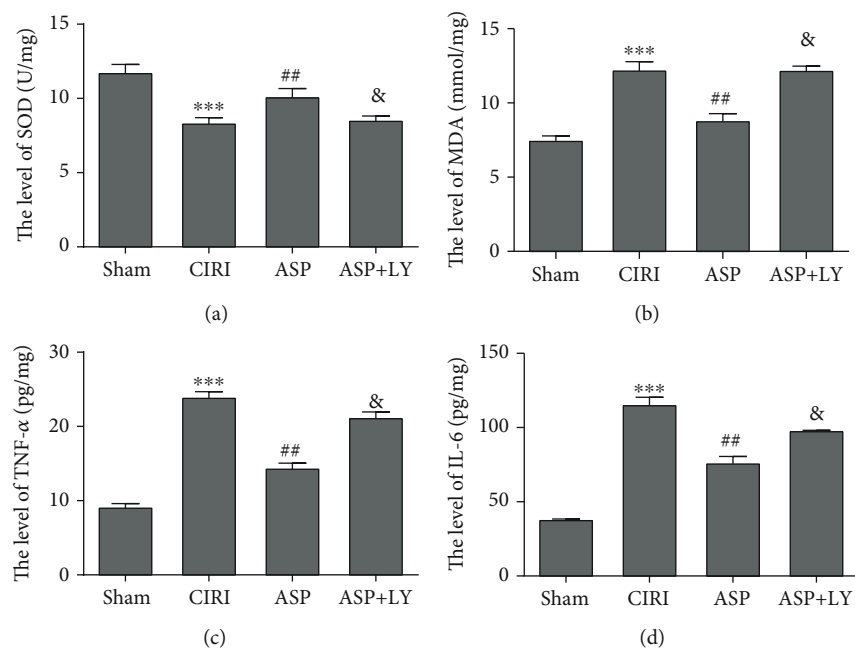 The level of SOD (U/mg)
15
10
5
0
***
##
&
Sham CIRI ASP ASP+LY
(a)
The level of MDA (mmol/mg)
15
10
5
0
***
##
&
Sham CIRI ASP ASP+LY
(b)
The level of TNF-α (pg/mg)
30
20
10
0
***
##
&
Sham CIRI ASP ASP+LY
(c)
The level of IL-6 (pg/mg)
150
100
50
0
***
##
&
Sham CIRI ASP ASP+LY
(d)